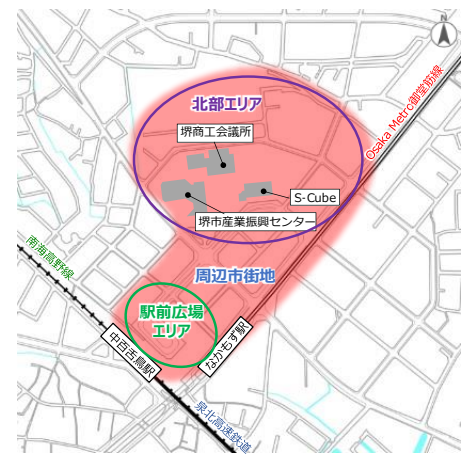 N
北部エリア
堺商工会議所
S-Cube
堺市産業振興センター
Osaka Metro御堂筋線
南海高野線
周辺市街地
駅前広場
エリア
中百舌鳥駅
なかもず駅
泉北高速鉄道